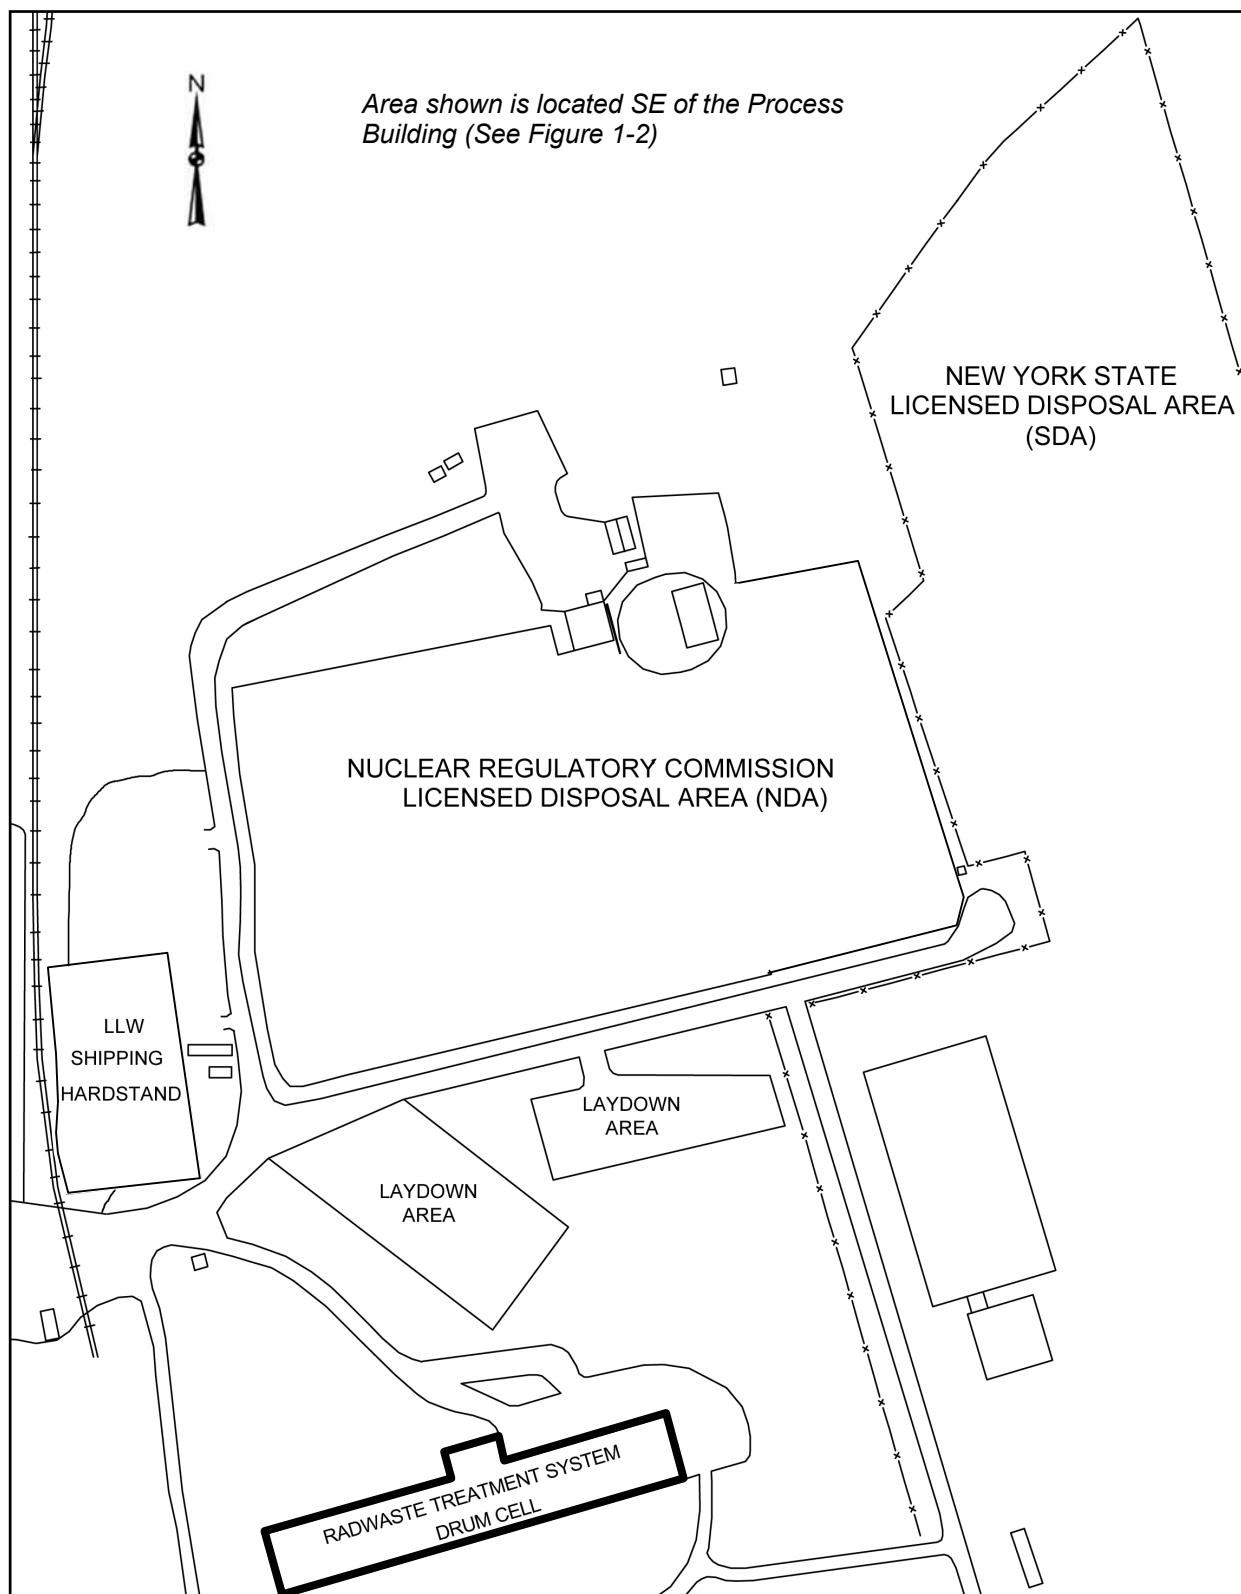 N
Area shown is located SE of the Process
Building (See Figure 1-2)
NEW YORK STATE
LICENSED DISPOSAL AREA
(SDA)
NUCLEAR REGULATORY COMMISSION
LICENSED DISPOSAL AREA (NDA)
LLW
SHIPPING
HARDSTAND
LAYDOWN
AREA
LAYDOWN
AREA
RADWASTE TREATMENT SYSTEM
DRUM CELL